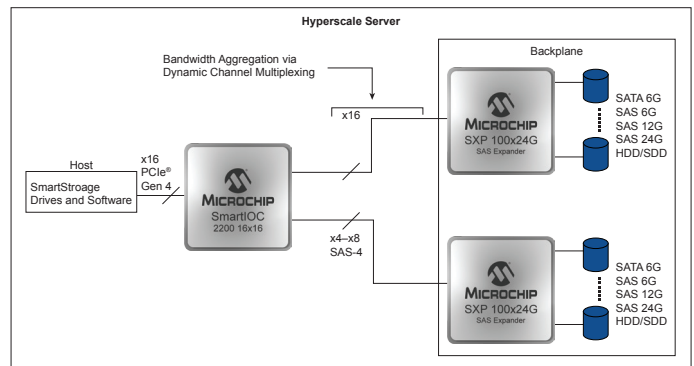 Hyperscale Server
Bandwidth Aggregation via
Dynamic Channel Multiplexing
x16
Host
SmartStroage
Drives and Software
x16
PCIe®
Gen 4
MICROCHIP
SmartIOC
2200 16x16
x4–x8
SAS-4
Backplane
MICROCHIP
SXP 100x24G
SAS Expander
SATA 6G
SAS 6G
SAS 12G
SAS 24G
HDD/SDD
MICROCHIP
SXP 100x24G
SAS Expander
SATA 6G
SAS 6G
SAS 12G
SAS 24G
HDD/SDD